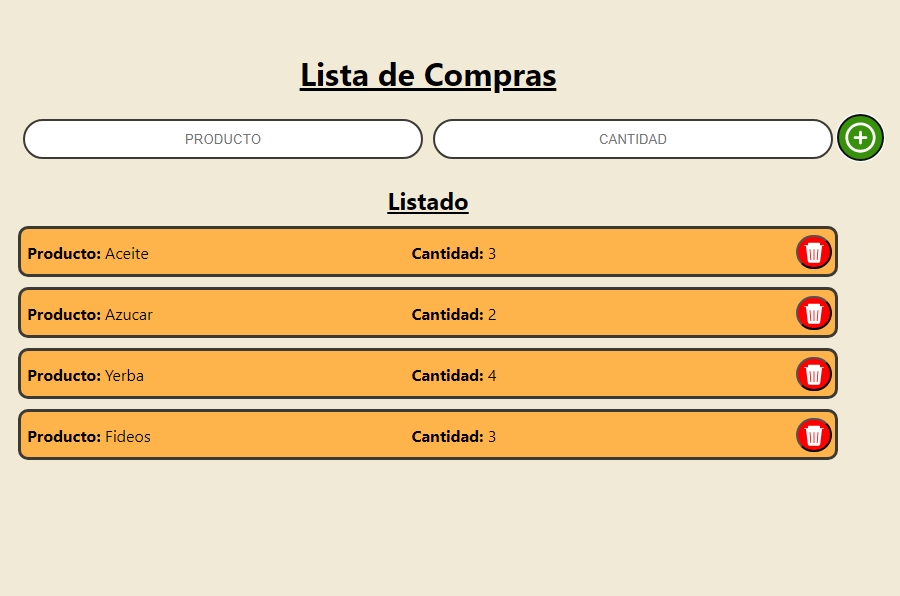 Lista de Compras
PRODUCTO CANTIDAD
Listado
Producto: Aceite Cantidad: 3
Producto: Azucar Cantidad: 2
Producto: Yerba Cantidad: 4
Producto: Fideos Cantidad: 3